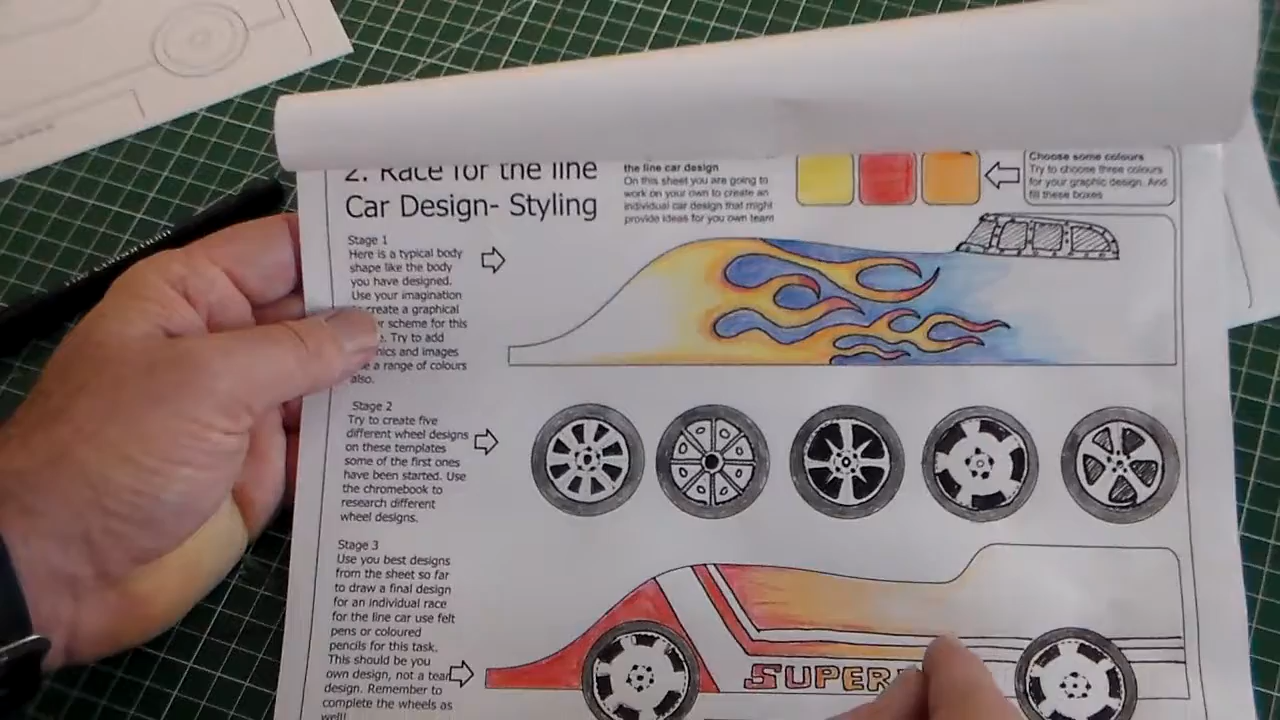 2. Race for the line
Car Design- Styling
the line car design
On this sheet you are going to
work on your own to create an
individual car design that might
provide ideas for you own team
Choose some colours
Try to choose three colours
for your graphic design. And
fill these boxes
Stage 1
Here is a typical body
shape like the body
you have designed.
Use your imagination
create a graphical
scheme for this
Try to add
and images
a range of colours
also.
Stage 2
Try to create five
different wheel designs
on these templates
some of the first ones
have been started. Use
the chromebook to
research different
wheel designs.
Stage 3
Use you best designs
from the sheet so far
to draw a final design
for an individual race
for the line car use felt
pens or coloured
pencils for this task.
This should be you
own design, not a team
design. Remember to
complete the wheels as
well!
SUPER